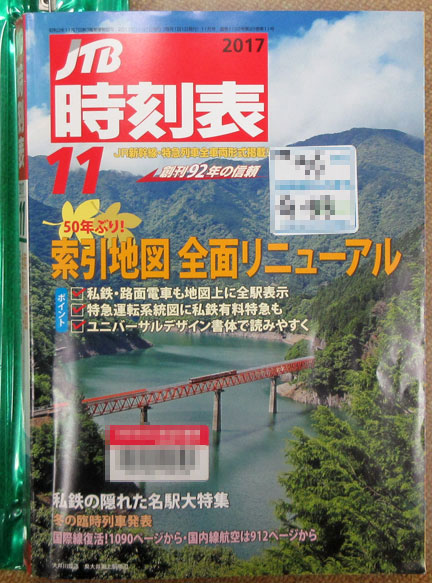 JTB
2017
時刻表
11
JR新幹線・特急列車全車両形式掲載!
創刊92年の信頼
50年ぶり!
索引地図 全面リニューアル
ポイント
私鉄・路面電車も地図上に全駅表示
特急運転系統図に私鉄有料特急も
ユニバーサルデザイン書体で読みやすく
私鉄の隠れた名駅大特集
冬の臨時列車発表
国際線復活!1090ページから・国内線航空は912ページから